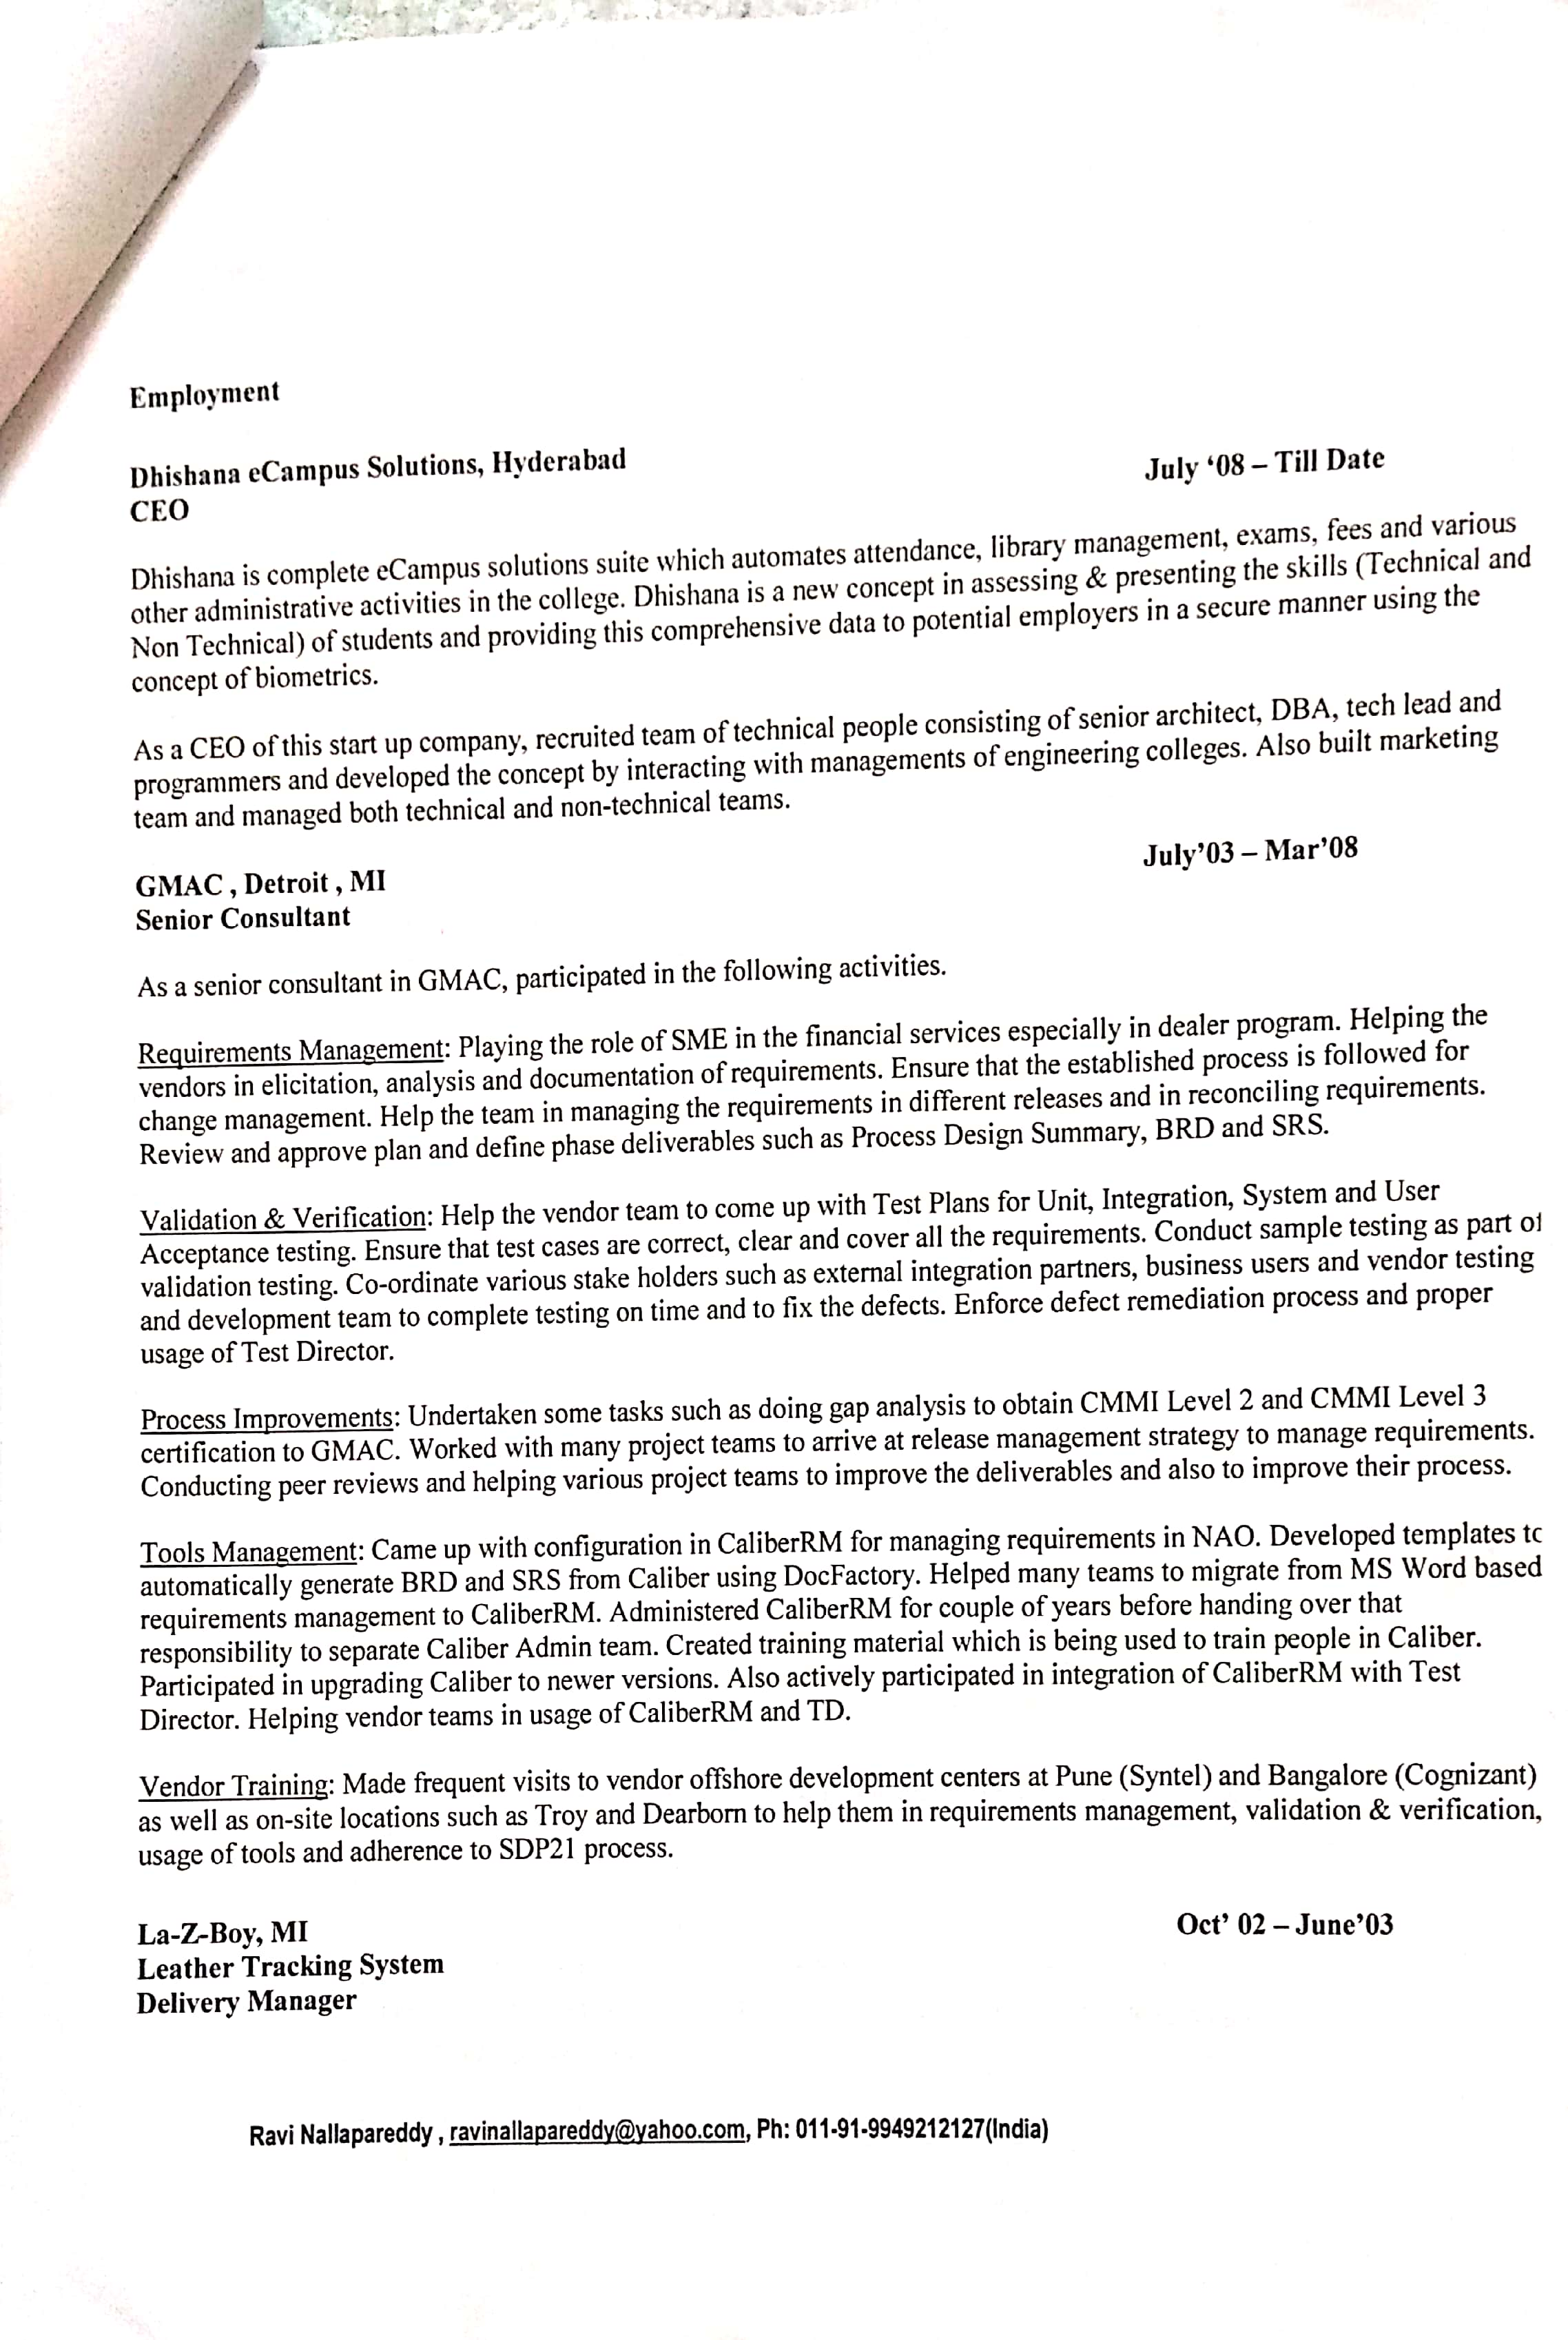 Employment
Dhishana eCampus Solutions, Hyderabad July ‘08 – Till Date
CEO
Dhishana is complete eCampus solutions suite which automates attendance, library management, exams, fees and various
other administrative activities in the college. Dhishana is a new concept in assessing & presenting the skills (Technical and
Non Technical) of students and providing this comprehensive data to potential employers in a secure manner using the
concept of biometrics.
As a CEO of this start up company, recruited team of technical people consisting of senior architect, DBA, tech lead and
programmers and developed the concept by interacting with managements of engineering colleges. Also built marketing
team and managed both technical and non-technical teams.
GMAC , Detroit , MI July’03 – Mar’08
Senior Consultant
As a senior consultant in GMAC, participated in the following activities.
Requirements Management: Playing the role of SME in the financial services especially in dealer program. Helping the
vendors in elicitation, analysis and documentation of requirements. Ensure that the established process is followed for
change management. Help the team in managing the requirements in different releases and in reconciling requirements.
Review and approve plan and define phase deliverables such as Process Design Summary, BRD and SRS.
Validation & Verification: Help the vendor team to come up with Test Plans for Unit, Integration, System and User
Acceptance testing. Ensure that test cases are correct, clear and cover all the requirements. Conduct sample testing as part of
validation testing. Co-ordinate various stake holders such as external integration partners, business users and vendor testing
and development team to complete testing on time and to fix the defects. Enforce defect remediation process and proper
usage of Test Director.
Process Improvements: Undertaken some tasks such as doing gap analysis to obtain CMMI Level 2 and CMMI Level 3
certification to GMAC. Worked with many project teams to arrive at release management strategy to manage requirements.
Conducting peer reviews and helping various project teams to improve the deliverables and also to improve their process.
Tools Management: Came up with configuration in CaliberRM for managing requirements in NAO. Developed templates to
automatically generate BRD and SRS from Caliber using DocFactory. Helped many teams to migrate from MS Word based
requirements management to CaliberRM. Administered CaliberRM for couple of years before handing over that
responsibility to separate Caliber Admin team. Created training material which is being used to train people in Caliber.
Participated in upgrading Caliber to newer versions. Also actively participated in integration of CaliberRM with Test
Director. Helping vendor teams in usage of CaliberRM and TD.
Vendor Training: Made frequent visits to vendor offshore development centers at Pune (Syntel) and Bangalore (Cognizant)
as well as on-site locations such as Troy and Dearborn to help them in requirements management, validation & verification,
usage of tools and adherence to SDP21 process.
La-Z-Boy, MI Oct’ 02 – June’03
Leather Tracking System
Delivery Manager
Ravi Nallapareddy , ravinallapareddy@yahoo.com, Ph: 011-91-9949212127(India)